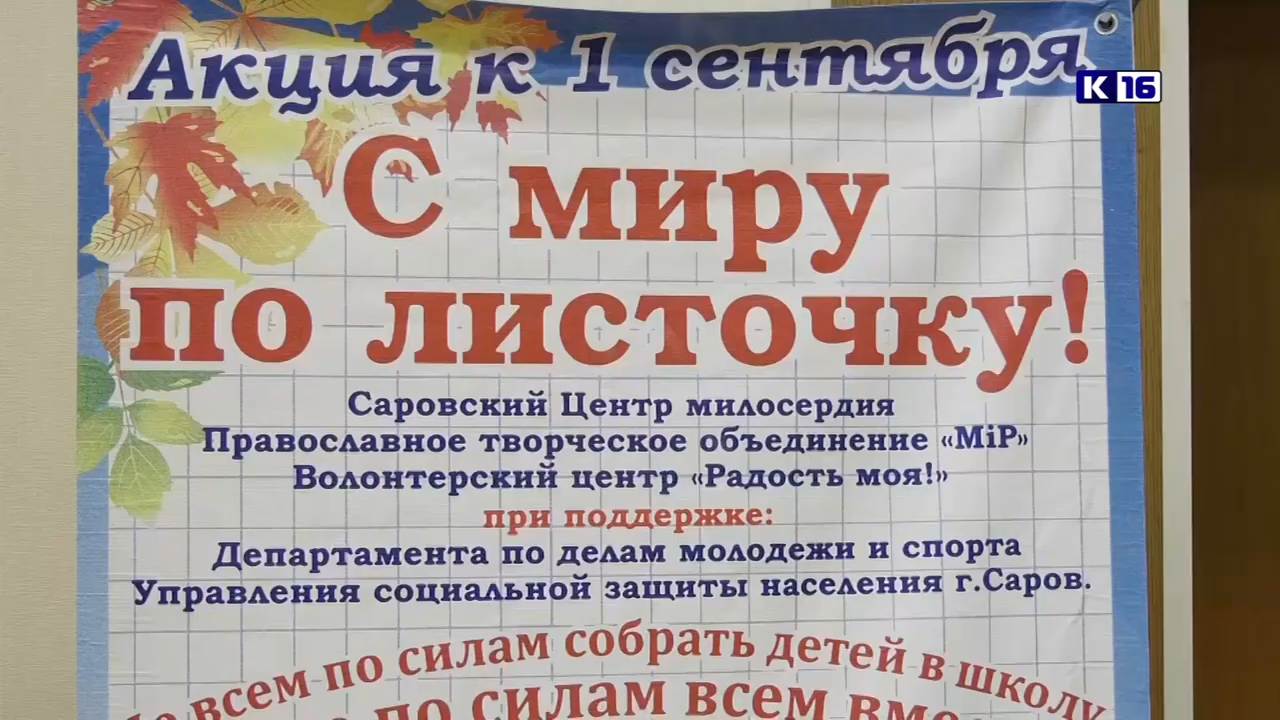 Акция к 1 сентября
К 16
С миру
по листочку!
Саровский Центр милосердия
Православное творческое объединение «МіР»
Волонтерский центр «Радость моя!»
при поддержке:
Департамента по делам молодежи и спорта
Управления социальной защиты населения г.Саров.
всем по силам собрать детей в школу
по силам всем